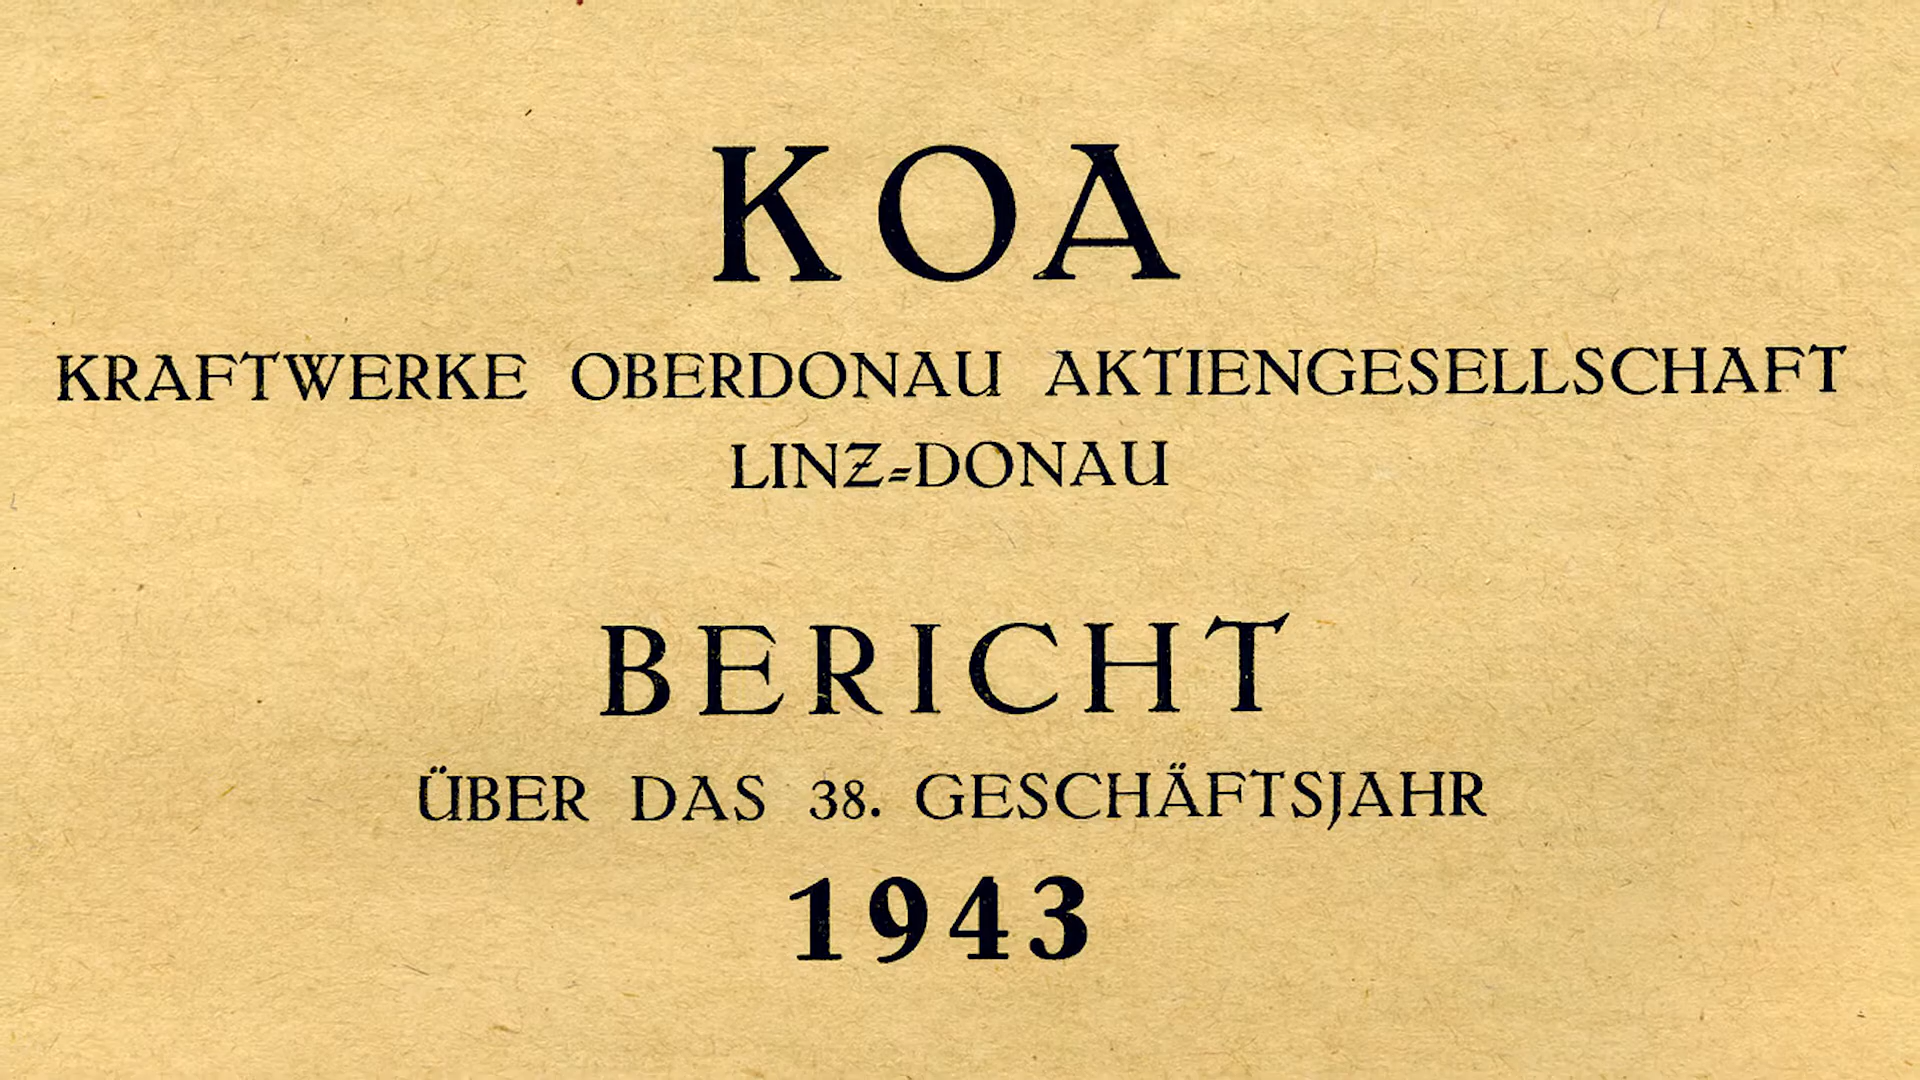 KOA
KRAFTWERKE OBERDONAU AKTIENGESELLSCHAFT
LINZ=DONAU
BERICHT
ÜBER DAS 38. GESCHÄFTSJAHR
1943